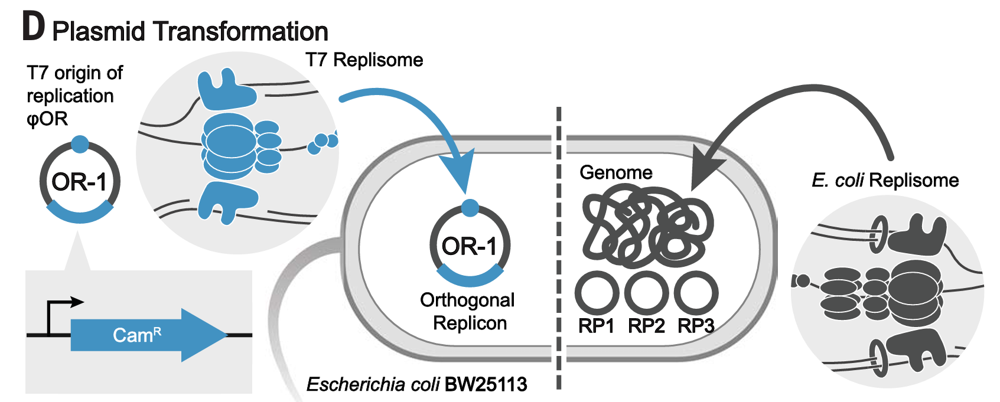 D Plasmid Transformation
T7 origin of
replication
φOR
OR-1
T7 Replisome
Cam^R
OR-1
Orthogonal
Replicon
Genome
RP1 RP2 RP3
E. coli Replisome
Escherichia coli BW25113